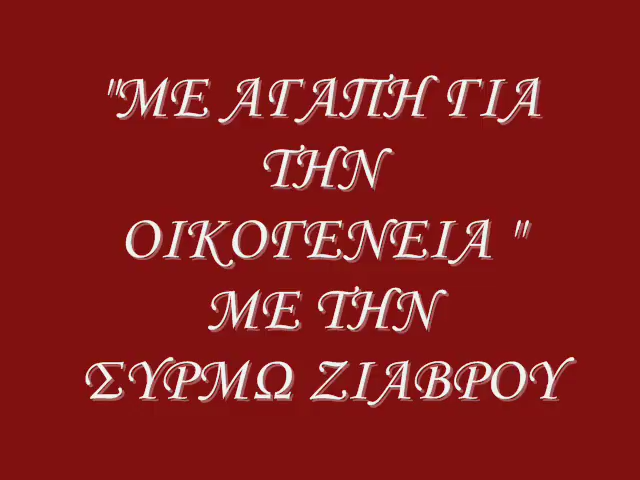 "ΜΕ ΑΓΑΠΗ ΓΙΑ
ΤΗΝ
ΟΙΚΟΓΕΝΕΙΑ "
ΜΕ ΤΗΝ
ΣΥΡΜΩ ΖΙΑΒΡΟΥ